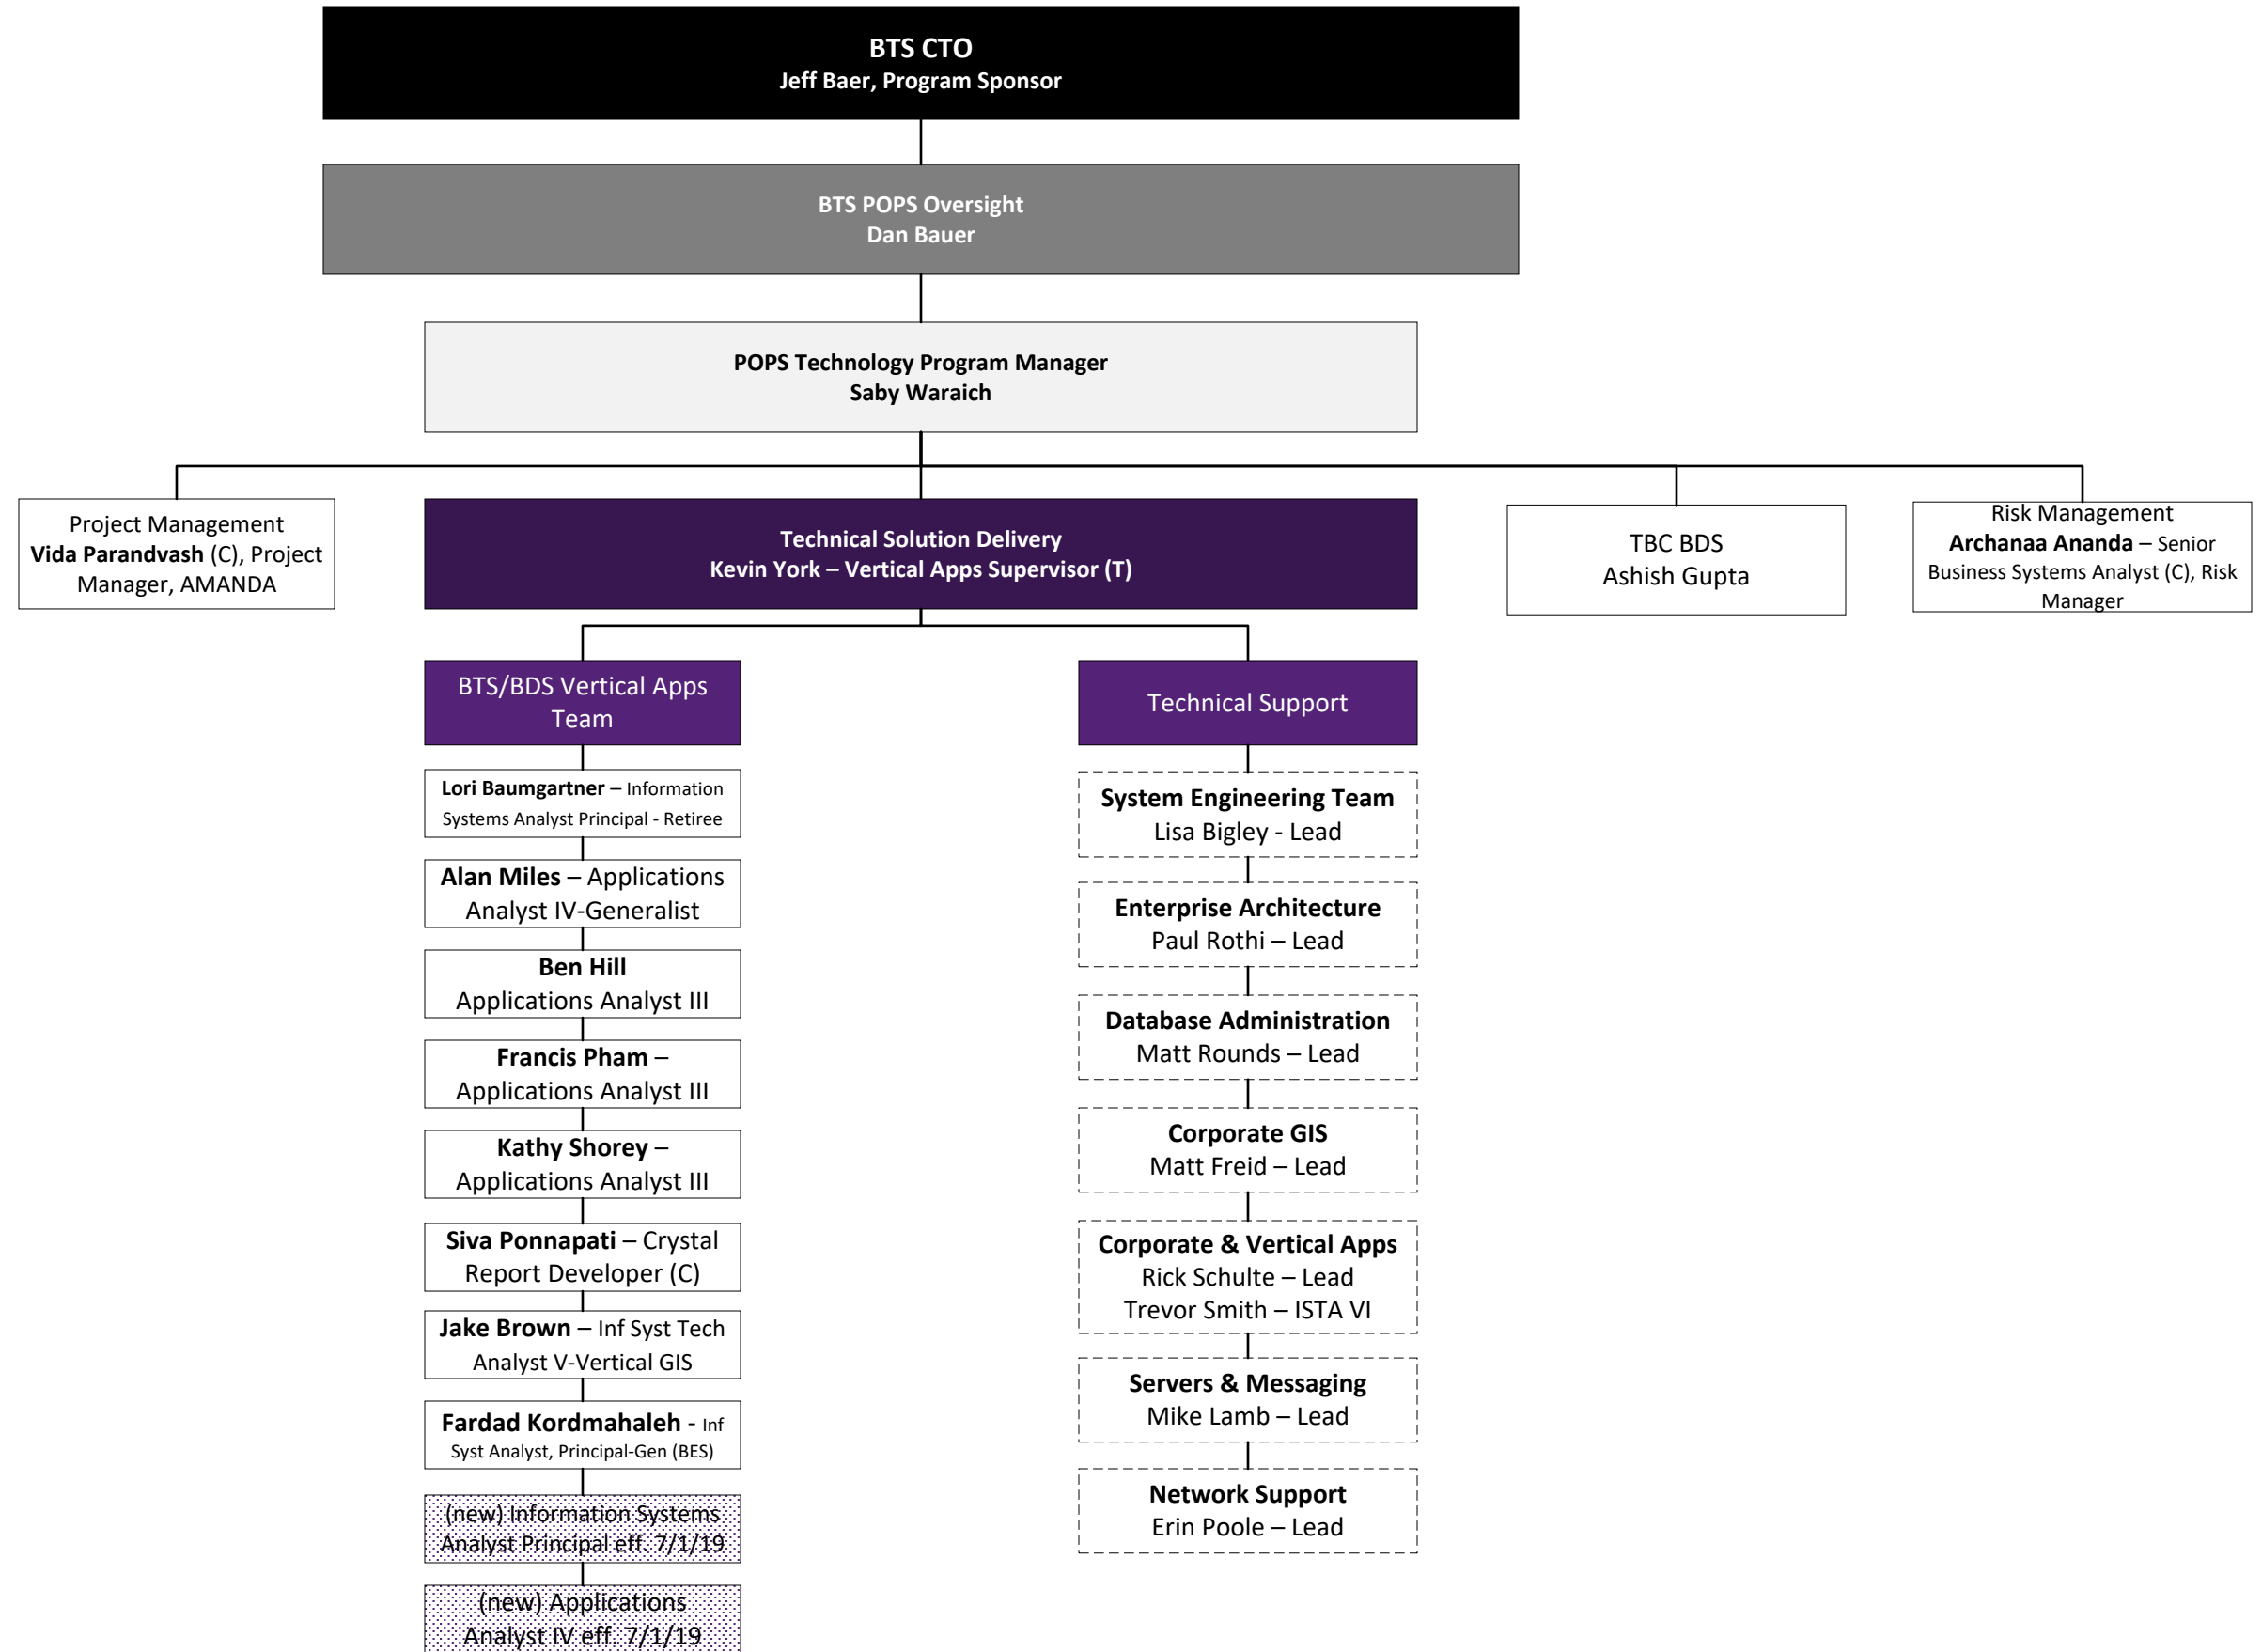 BTS CTO
Jeff Baer, Program Sponsor
BTS POPS Oversight
Dan Bauer
POPS Technology Program Manager
Saby Waraich
Project Management
Vida Parandvash (C), Project
Manager, AMANDA
Technical Solution Delivery
Kevin York – Vertical Apps Supervisor (T)
TBC BDS
Ashish Gupta
Risk Management
Archanaa Ananda – Senior
Business Systems Analyst (C), Risk
Manager
BTS/BDS Vertical Apps
Team
Lori Baumgartner – Information
Systems Analyst Principal - Retiree
Alan Miles – Applications
Analyst IV-Generalist
Ben Hill
Applications Analyst III
Francis Pham –
Applications Analyst III
Kathy Shorey –
Applications Analyst III
Siva Ponnapati – Crystal
Report Developer (C)
Jake Brown – Inf Syst Tech
Analyst V-Vertical GIS
Fardad Kordmahaleh - Inf
Syst Analyst, Principal-Gen (BES)
(new) Information Systems
Analyst Principal eff. 7/1/19
(new) Applications
Analyst IV eff. 7/1/19
Technical Support
System Engineering Team
Lisa Bigley - Lead
Enterprise Architecture
Paul Rothi – Lead
Database Administration
Matt Rounds – Lead
Corporate GIS
Matt Freid – Lead
Corporate & Vertical Apps
Rick Schulte – Lead
Trevor Smith – ISTA VI
Servers & Messaging
Mike Lamb – Lead
Network Support
Erin Poole – Lead